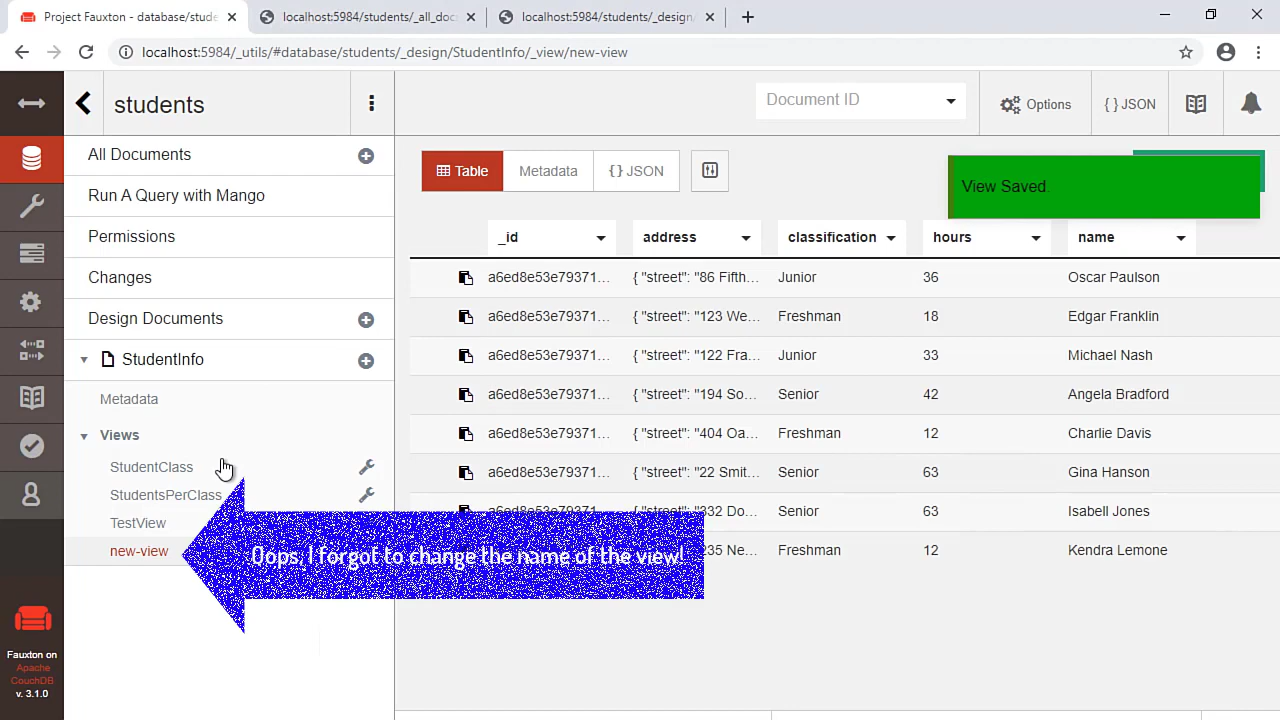 Project Fauxton - database/stude
localhost:5984/students/_all_doc
localhost:5984/students/_design/
localhost:5984/_utils/#database/students/_design/StudentInfo/_view/new-view
students
Document ID
Options
{ } JSON
All Documents
Run A Query with Mango
Permissions
Changes
Design Documents
StudentInfo
Metadata
Views
StudentClass
StudentsPerClass
TestView
new-view
Oops, I forgot to change the name of the view!
Table
Metadata
{ } JSON
View Saved.
_id address classification hours name
a6ed8e53e79371... { "street": "86 Fifth... Junior 36 Oscar Paulson
a6ed8e53e79371... { "street": "123 We... Freshman 18 Edgar Franklin
a6ed8e53e79371... { "street": "122 Fra... Junior 33 Michael Nash
a6ed8e53e79371... { "street": "194 So... Senior 42 Angela Bradford
a6ed8e53e79371... { "street": "404 Oa... Freshman 12 Charlie Davis
a6ed8e53e79371... { "street": "22 Smit... Senior 63 Gina Hanson
"332 Do... Senior 63 Isabell Jones
235 Ne... Freshman 12 Kendra Lemone
Fauxton on
Apache
CouchDB
v. 3.1.0